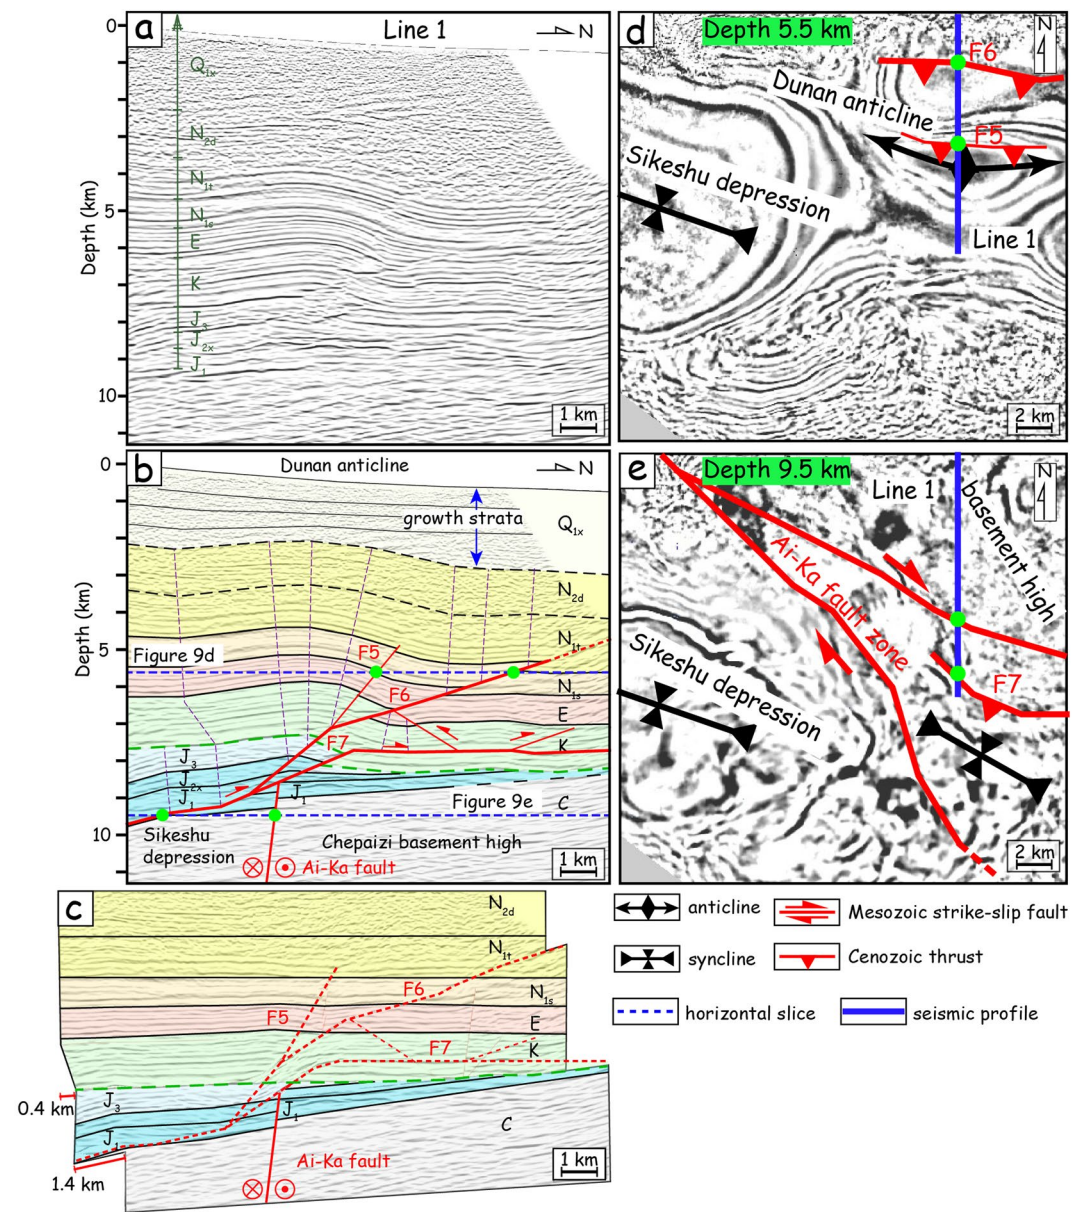 a
Line 1
N
0
5
10
Depth (km)
Q1x
N2d
N1t
N1s
E
K
J3
J2x
J1
1 km
b
Dunan anticline
N
0
5
10
Depth (km)
growth strata
Q1x
N2d
N1t
N1s
E
K
Figure 9d
F5
F6
F7
J3
J2x
J1
J1
Figure 9e
C
Sikeshu
depression
Chepaizi basement high
Ai-Ka fault
1 km
c
N2d
N1t
N1s
E
K
F6
F5
F7
J3
J1
J1
C
0.4 km
1.4 km
Ai-Ka fault
1 km
d
Depth 5.5 km
N
F6
Dunan anticline
F5
Sikeshu depression
Line 1
2 km
e
Depth 9.5 km
N
Line 1
basement high
Ai-Ka fault zone
Sikeshu depression
F7
2 km
anticline
Mesozoic strike-slip fault
syncline
Cenozoic thrust
horizontal slice
seismic profile